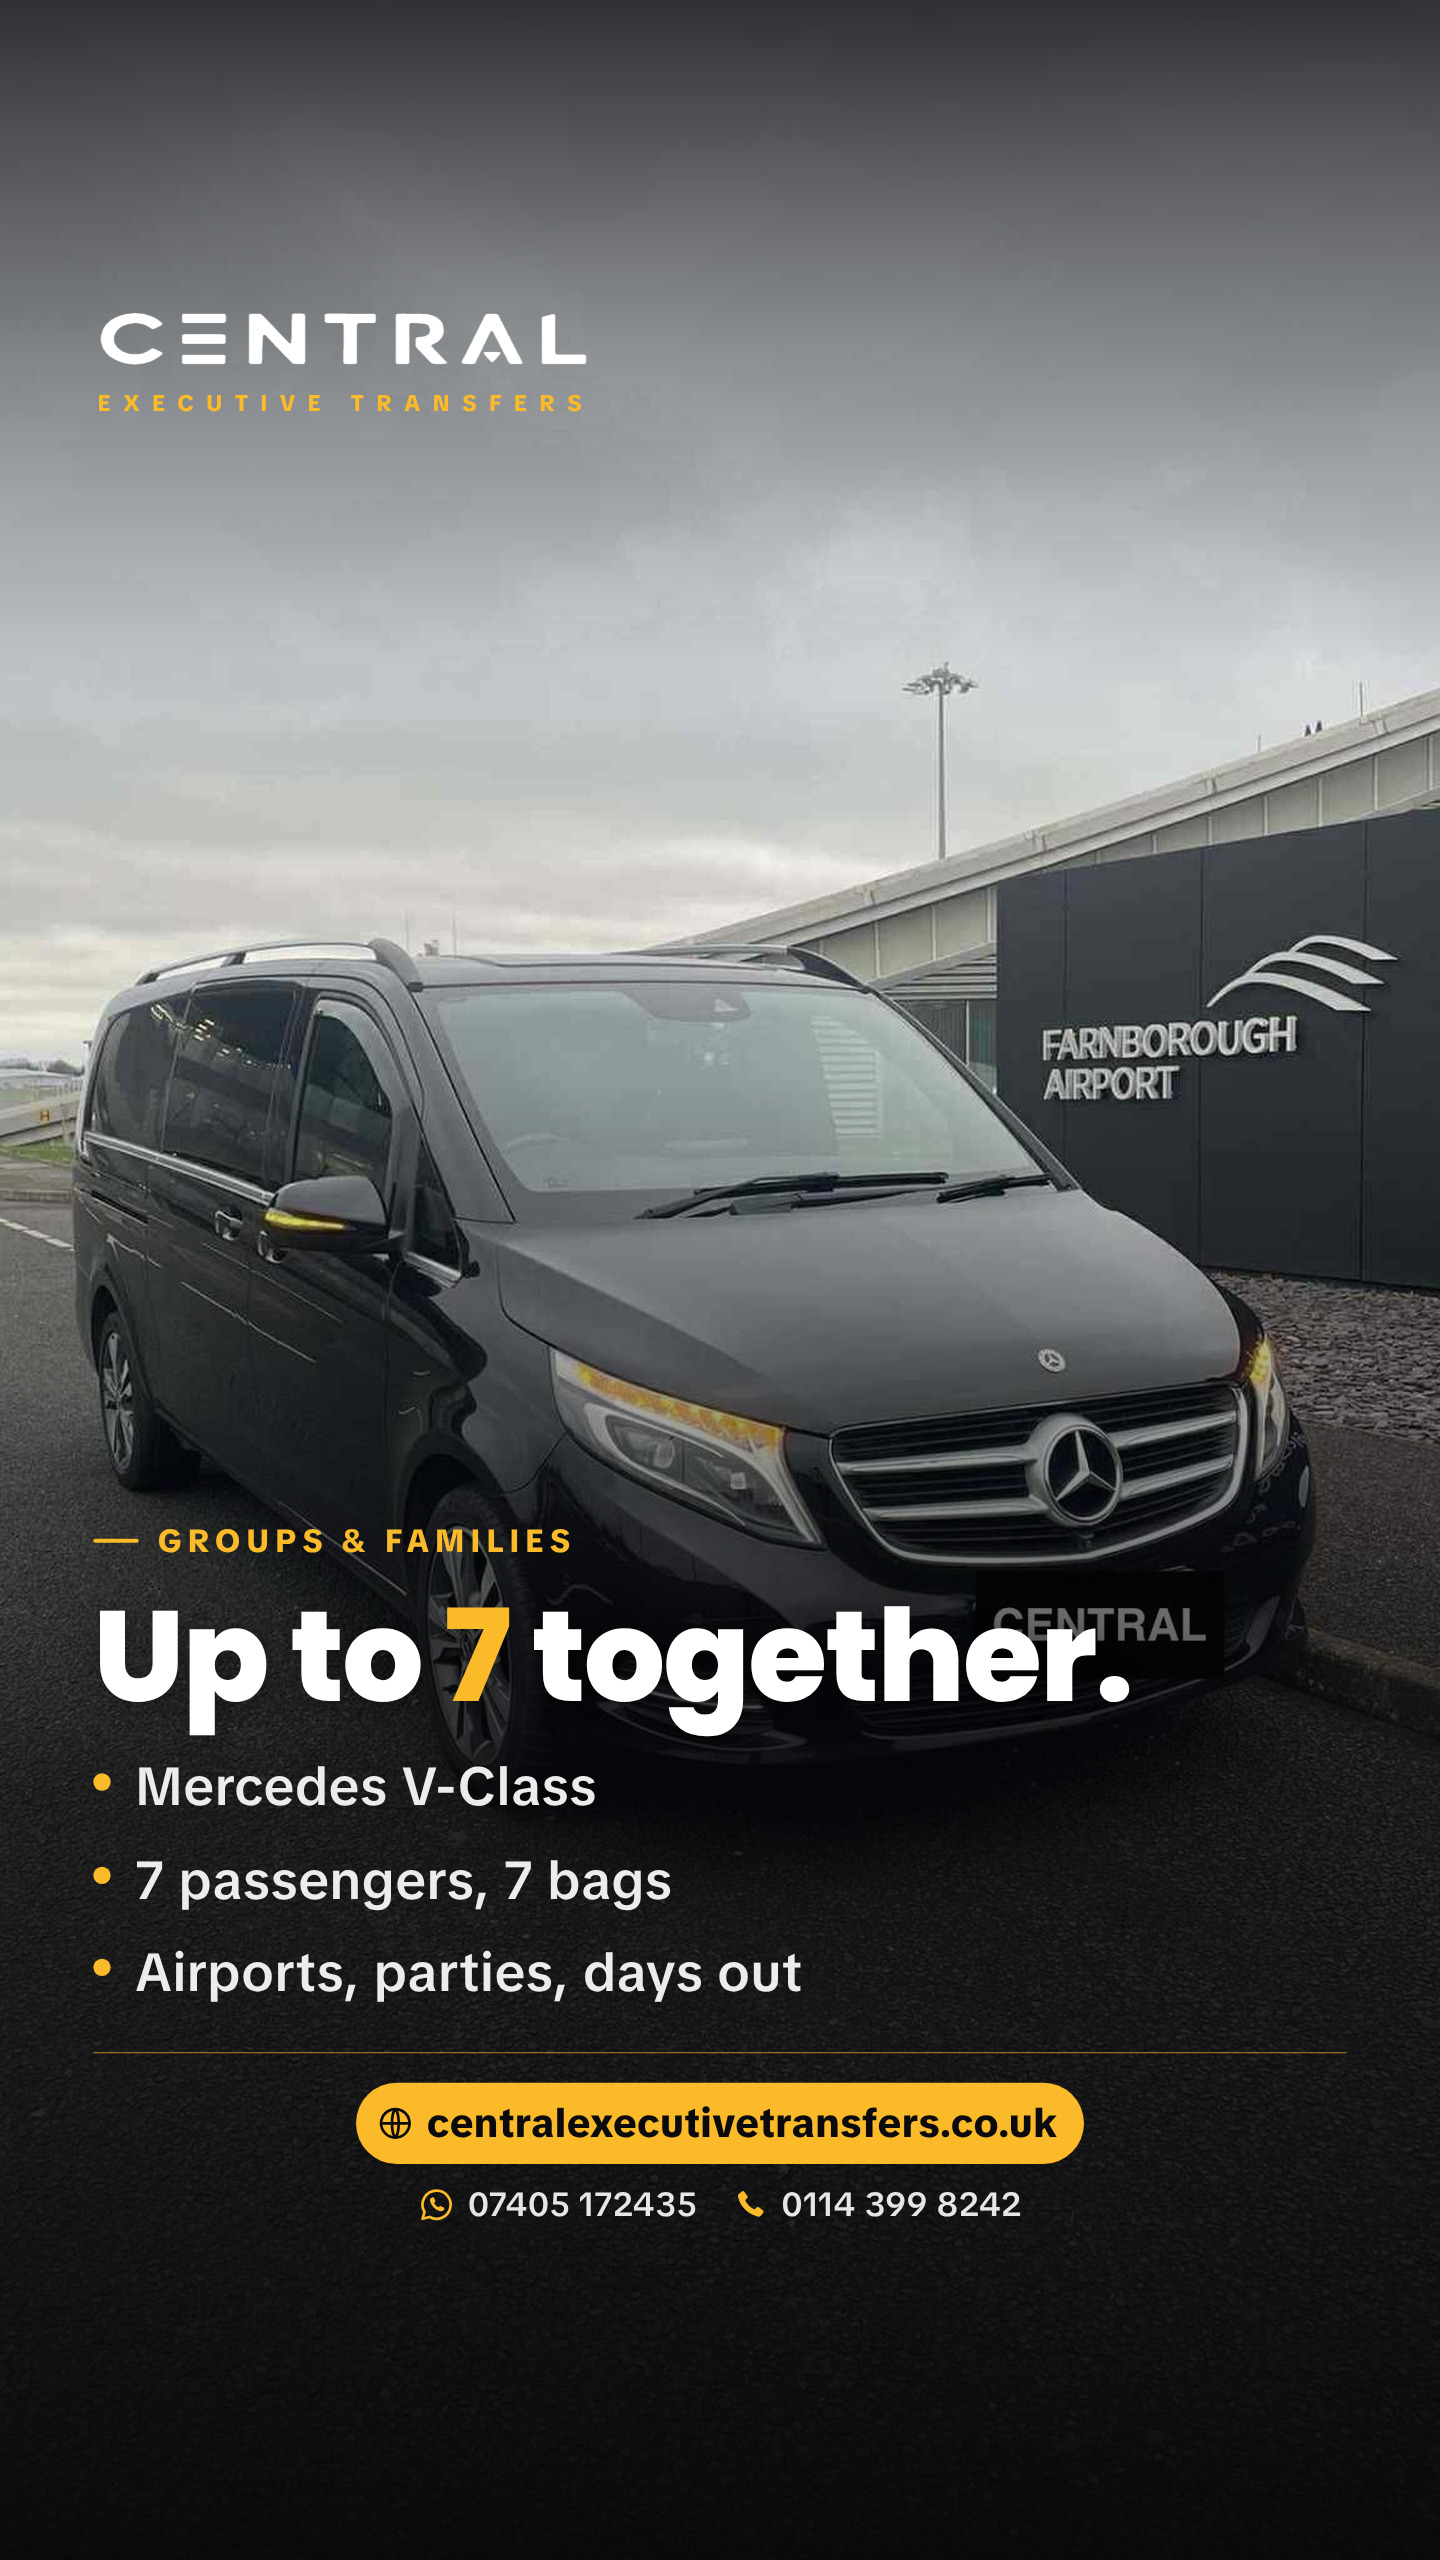 CENTRAL
EXECUTIVE TRANSFERS
FARNBOROUGH
AIRPORT
— GROUPS & FAMILIES
Up to 7 together.
CENTRAL
• Mercedes V-Class
• 7 passengers, 7 bags
• Airports, parties, days out
centralexecutivetransfers.co.uk
07405 172435 0114 399 8242